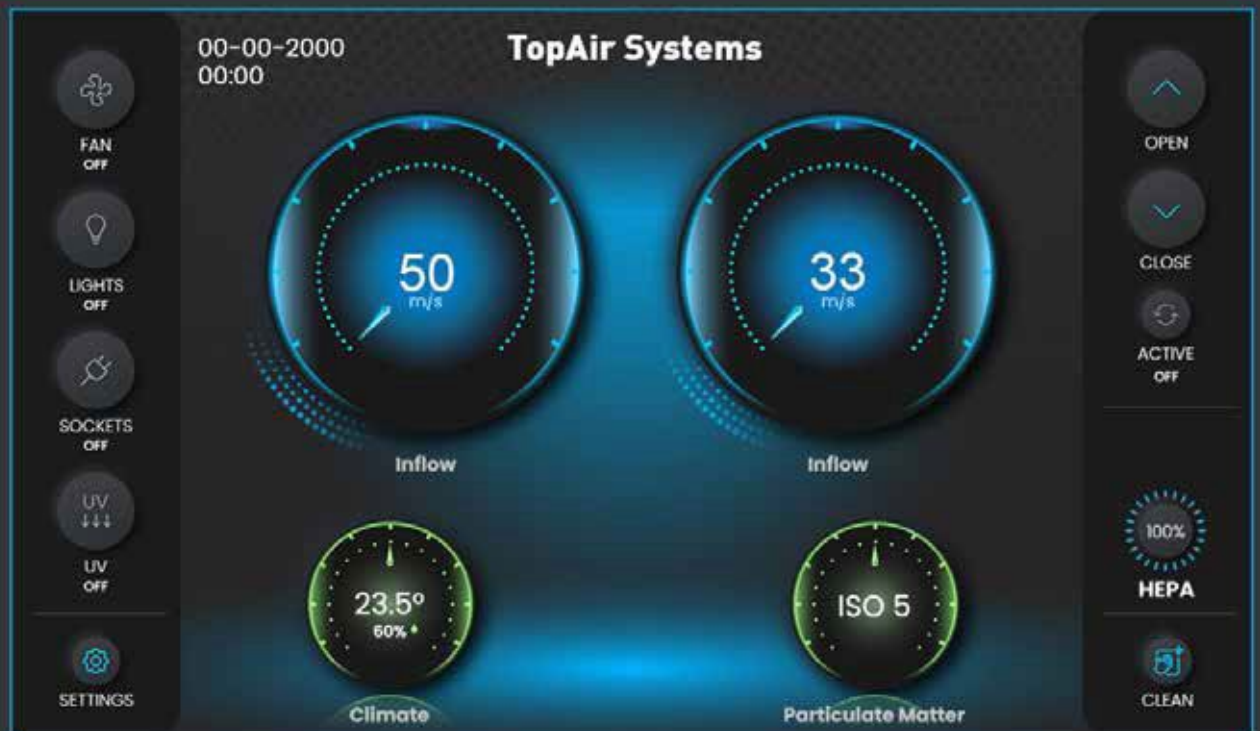 00-00-2000
00:00
TopAir Systems
FAN
OFF
LIGHTS
OFF
SOCKETS
OFF
UV
UV
OFF
SETTINGS
50
m/s
Inflow
33
m/s
Inflow
23.5º
60%
Climate
ISO 5
Particulate Matter
OPEN
CLOSE
ACTIVE
OFF
100%
HEPA
CLEAN